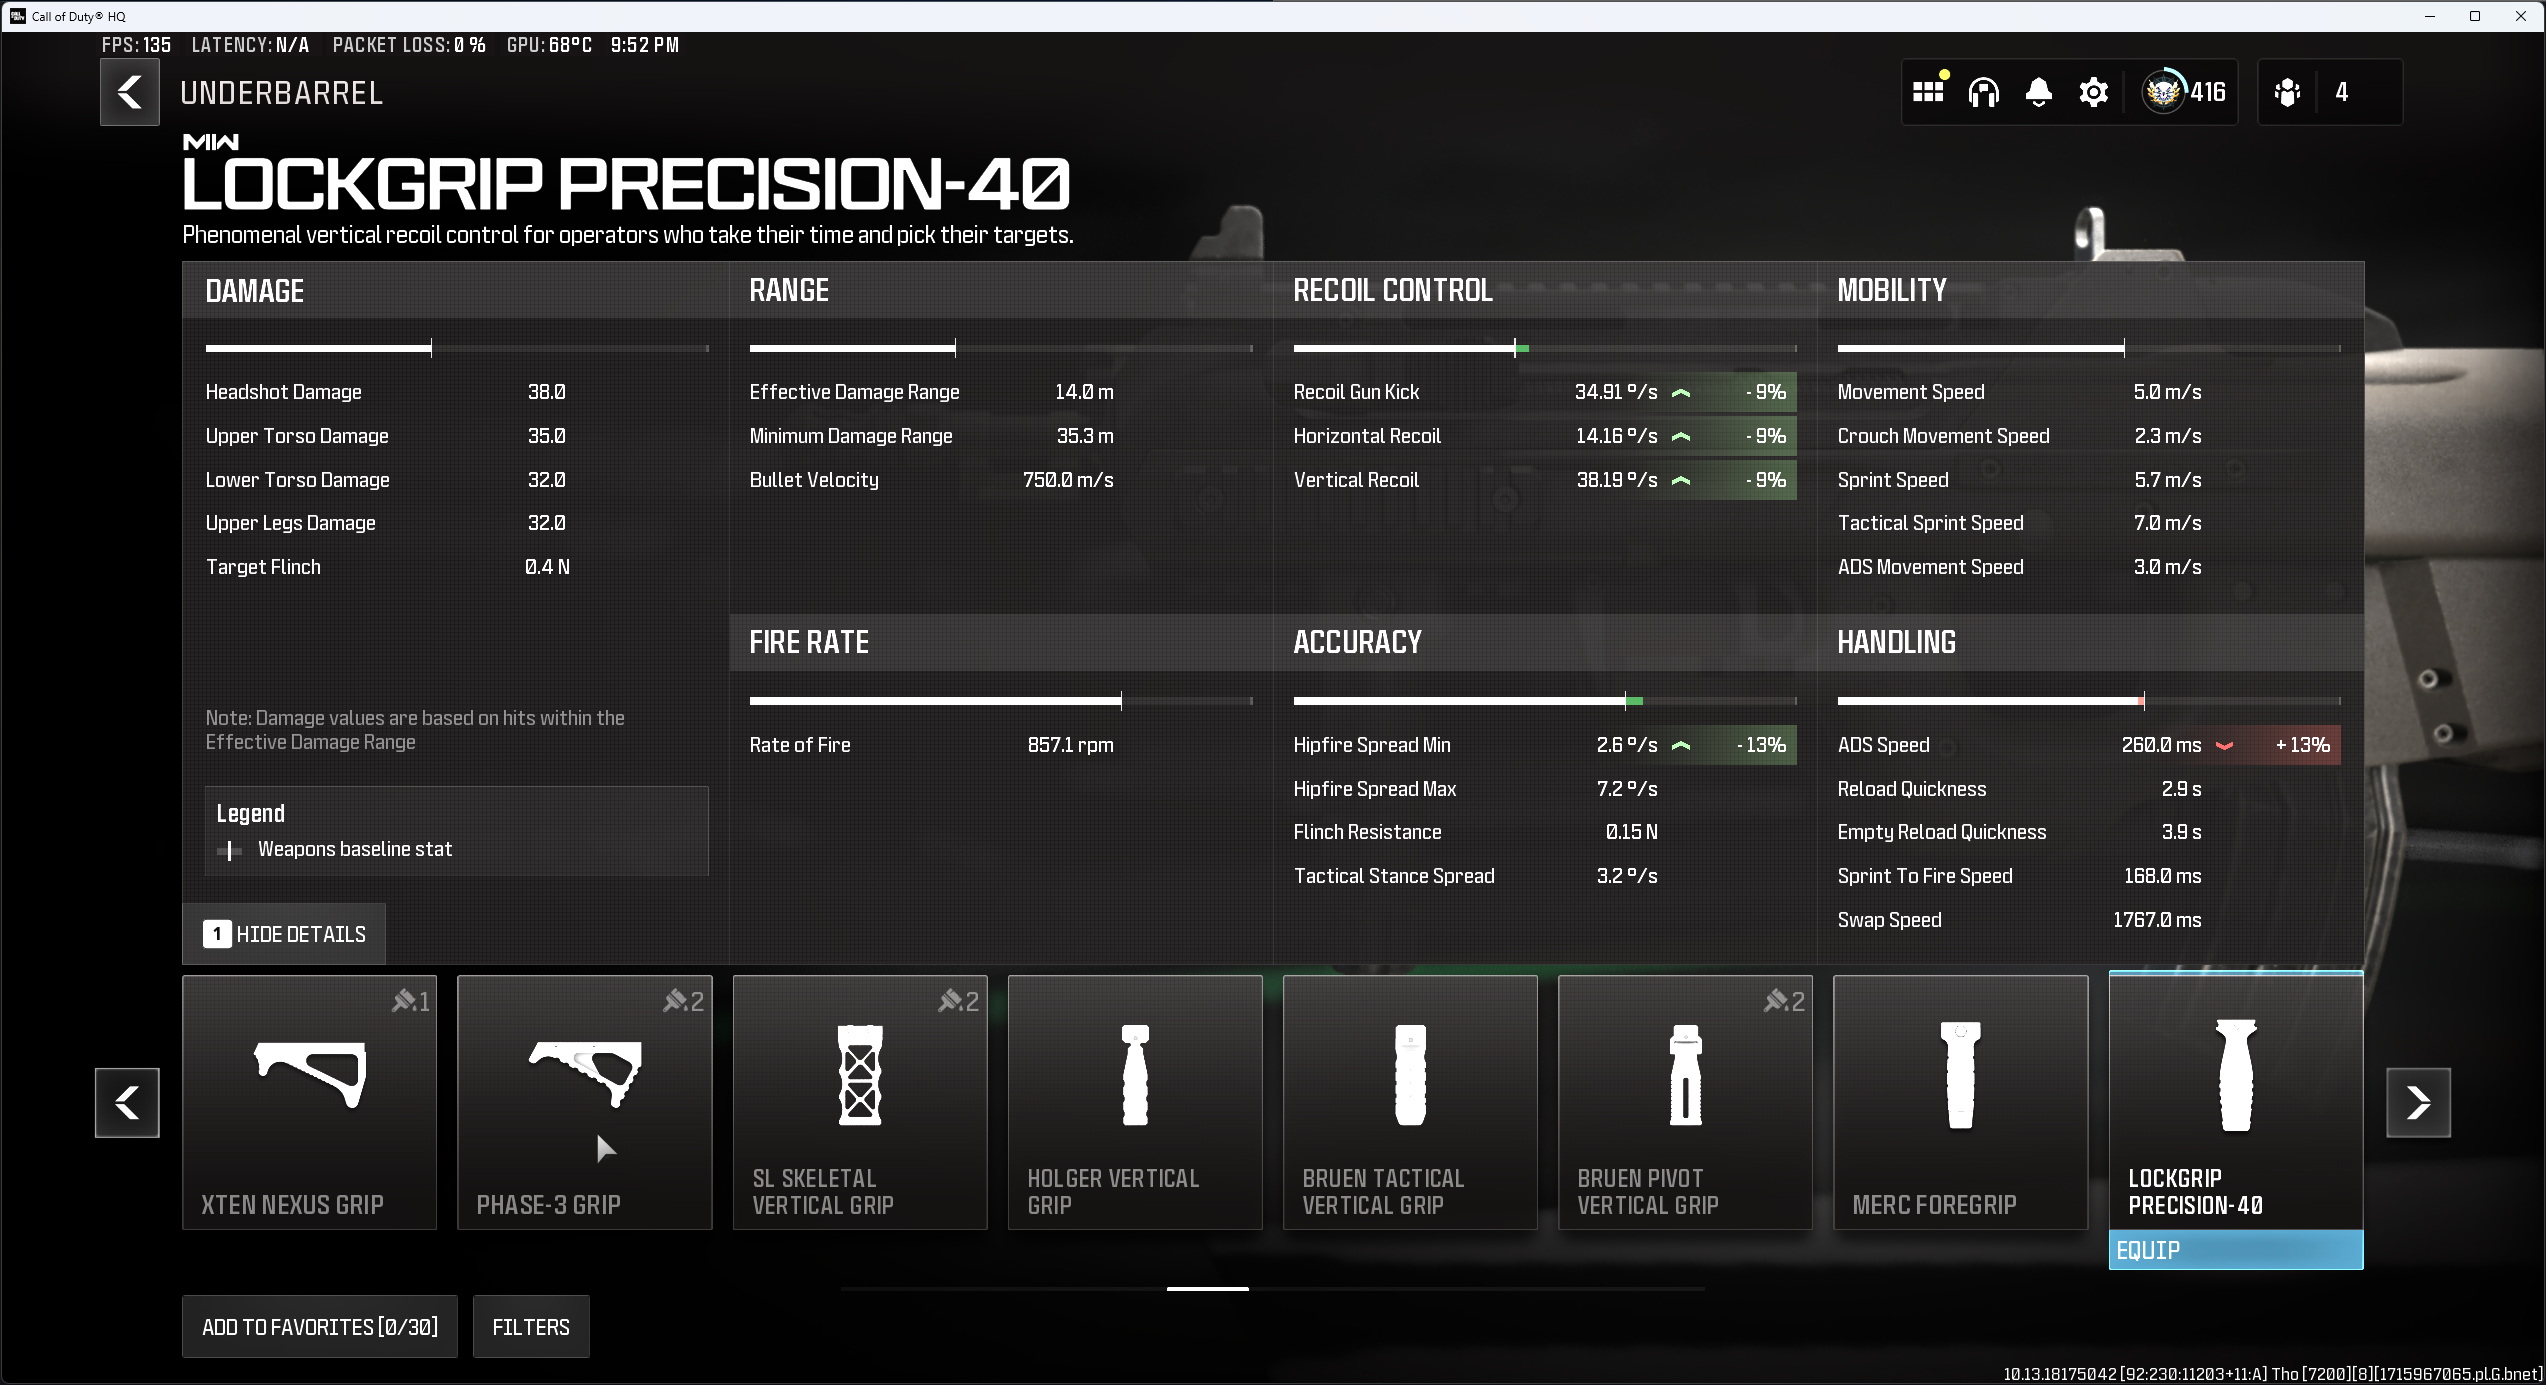 Call of Duty® HQ
FPS: 135 LATENCY: N/A PACKET LOSS: 0 % GPU: 68°C 9:52 PM
UNDERBARREL
416
4
MW
LOCKGRIP PRECISION-40
Phenomenal vertical recoil control for operators who take their time and pick their targets.
DAMAGE
Headshot Damage 38.0
Upper Torso Damage 35.0
Lower Torso Damage 32.0
Upper Legs Damage 32.0
Target Flinch 0.4 N
Note: Damage values are based on hits within the
Effective Damage Range
Legend
Weapons baseline stat
1 HIDE DETAILS
RANGE
Effective Damage Range 14.0 m
Minimum Damage Range 35.3 m
Bullet Velocity 750.0 m/s
FIRE RATE
Rate of Fire 857.1 rpm
RECOIL CONTROL
Recoil Gun Kick 34.91 º/s - 9%
Horizontal Recoil 14.16 º/s - 9%
Vertical Recoil 38.19 º/s - 9%
ACCURACY
Hipfire Spread Min 2.6 º/s - 13%
Hipfire Spread Max 7.2 º/s
Flinch Resistance 0.15 N
Tactical Stance Spread 3.2 º/s
MOBILITY
Movement Speed 5.0 m/s
Crouch Movement Speed 2.3 m/s
Sprint Speed 5.7 m/s
Tactical Sprint Speed 7.0 m/s
ADS Movement Speed 3.0 m/s
HANDLING
ADS Speed 260.0 ms + 13%
Reload Quickness 2.9 s
Empty Reload Quickness 3.9 s
Sprint To Fire Speed 168.0 ms
Swap Speed 1767.0 ms
1
XTEN NEXUS GRIP
2
PHASE-3 GRIP
2
SL SKELETAL
VERTICAL GRIP
HOLGER VERTICAL
GRIP
BRUEN TACTICAL
VERTICAL GRIP
2
BRUEN PIVOT
VERTICAL GRIP
MERC FOREGRIP
LOCKGRIP
PRECISION-40
EQUIP
ADD TO FAVORITES [0/30]
FILTERS
10.13.18175042 [92:230:11203+11:A] Tho [7200][8][1715967065.pl.G.bnet]